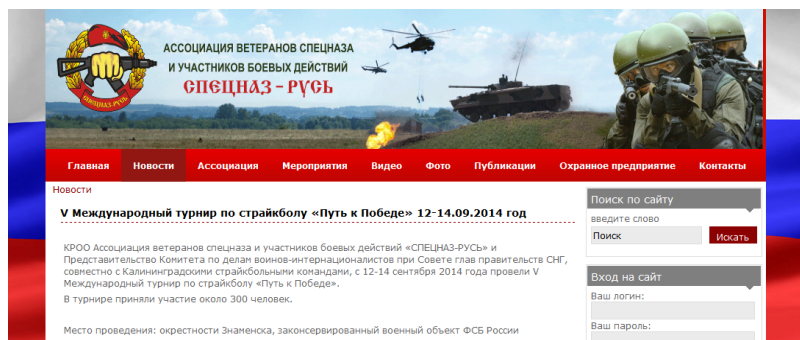 АССОЦИАЦИЯ ВЕТЕРАНОВ СПЕЦНАЗА
И УЧАСТНИКОВ БОЕВЫХ ДЕЙСТВИЙ
СПЕЦНАЗ - РУСЬ
СПЕЦНАЗ-РУСЬ
Главная Новости Ассоциация Мероприятия Видео Фото Публикации Охранное предприятие Контакты
Новости
V Международный турнир по страйкболу «Путь к Победе» 12-14.09.2014 год
КРОО Ассоциация ветеранов спецназа и участников боевых действий «СПЕЦНАЗ-РУСЬ» и
Представительство Комитета по делам воинов-интернационалистов при Совете глав правительств СНГ,
совместно с Калининградскими страйкбольными командами, с 12-14 сентября 2014 года провели V
Международный турнир по страйкболу «Путь к Победе».
В турнире приняли участие около 300 человек.
Место проведения: окрестности Знаменска, законсервированный военный объект ФСБ России
Поиск по сайту
введите слово
Поиск Искать
Вход на сайт
Ваш логин:
Ваш пароль: